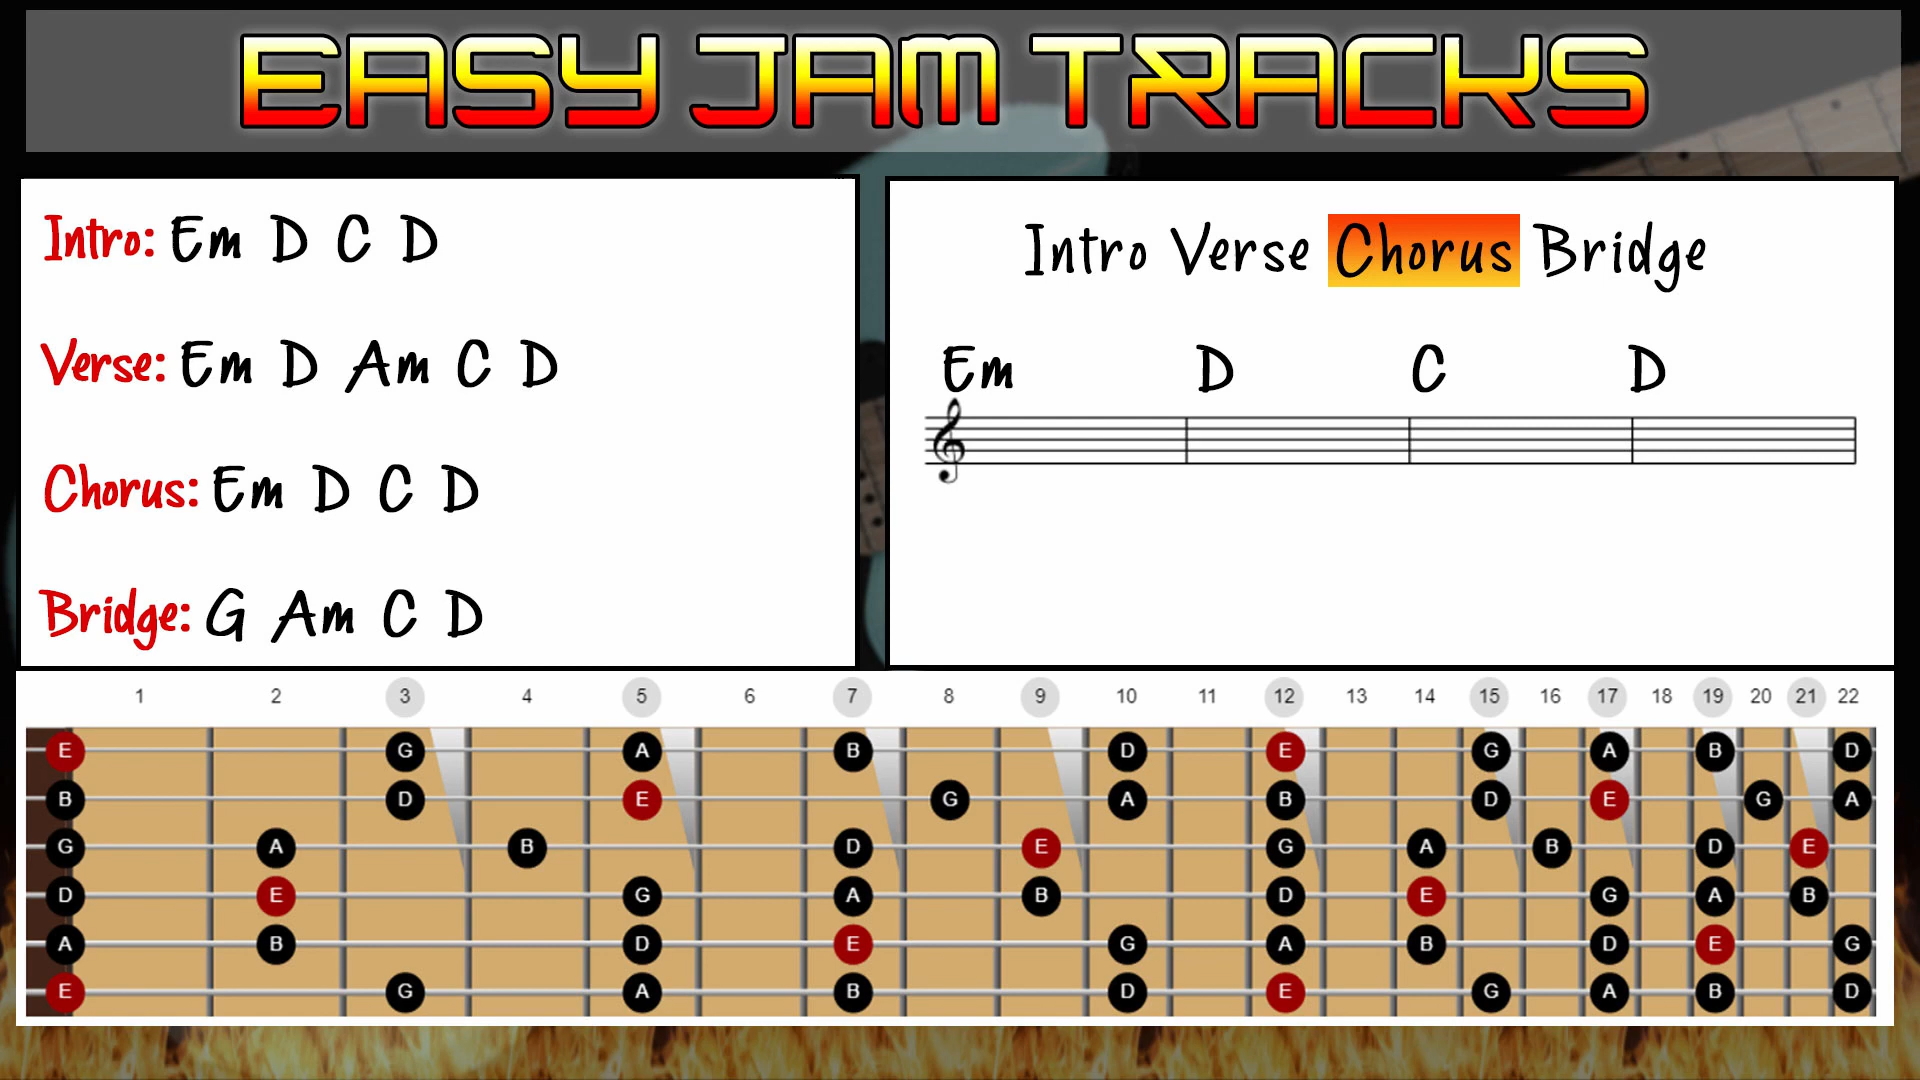 EASY JAM TRACKS
Intro: Em D C D
Verse: Em D Am C D
Chorus: Em D C D
Bridge: G Am C D
Intro Verse Chorus Bridge
Em D C D
1 2 3 4 5 6 7 8 9 10 11 12 13 14 15 16 17 18 19 20 21 22
E G A B D E G A B D
B D E G A B D E G A
G A B D E G A B D E
D E G A B D E G A B
A B D E G A B D E G
E G A B D E G A B D